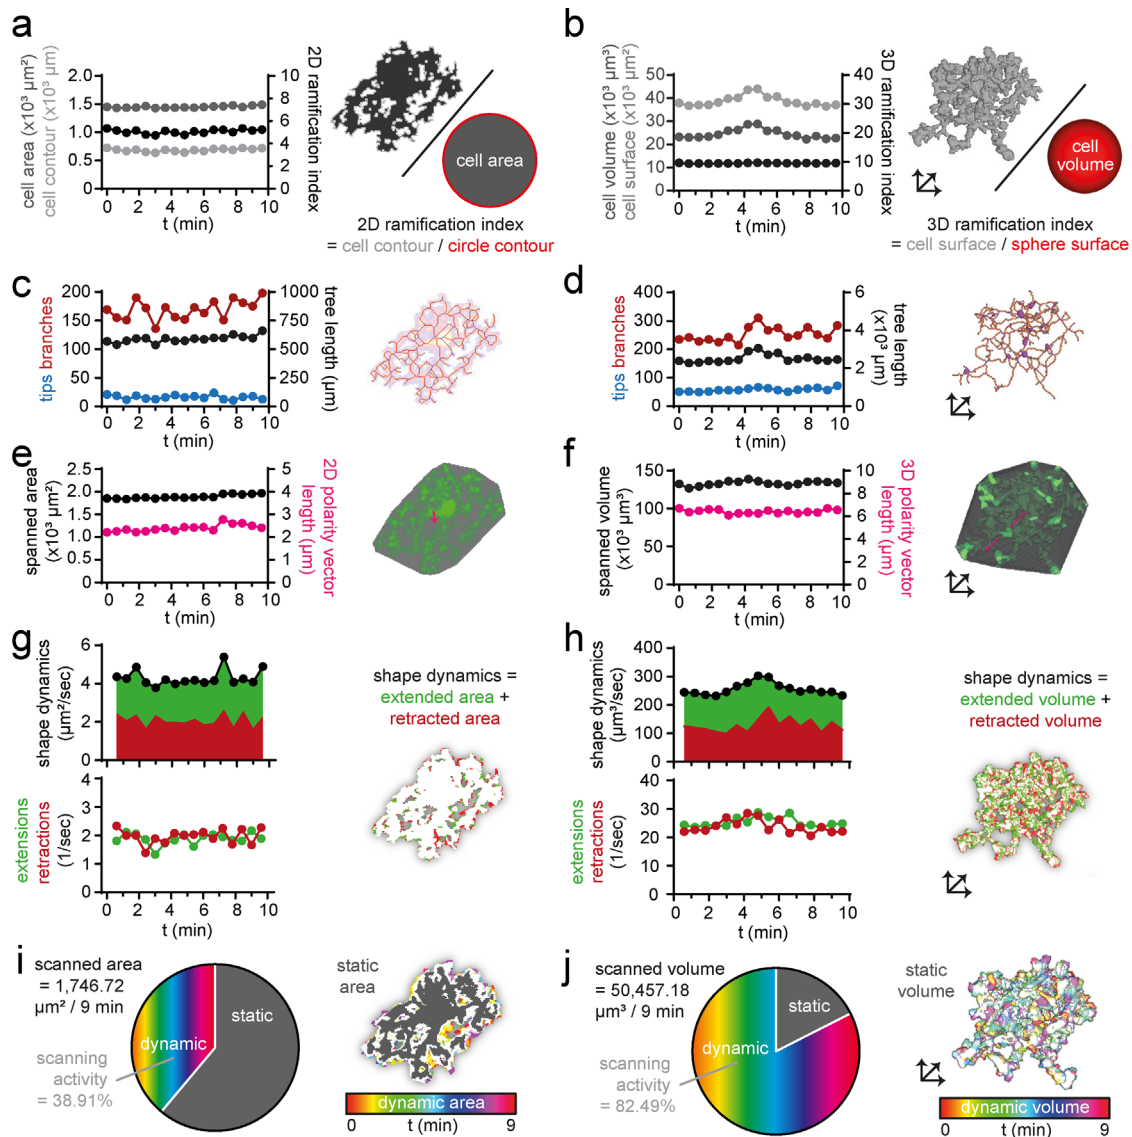 a
cell area (x10³ µm²)
cell contour (x10³ µm)
2.0
1.5
1.0
0.5
0
10
8
6
4
2
0
2D ramification index
0 2 4 6 8 10
t (min)
cell area
2D ramification index
= cell contour / circle contour
b
cell volume (x10³ µm³)
cell surface (x10³ µm²)
50
40
30
20
10
0
40
30
20
10
0
3D ramification index
0 2 4 6 8 10
t (min)
cell
volume
3D ramification index
= cell surface / sphere surface
c
tips branches
200
150
100
50
0
1000
750
500
250
0
tree length (µm)
0 2 4 6 8 10
t (min)
d
tips branches
400
300
200
100
0
6
4
2
0
tree length
(x10³ µm)
0 2 4 6 8 10
t (min)
e
spanned area
(x10³ µm²)
2.5
2.0
1.5
1.0
0.5
0
5
4
3
2
1
0
2D polarity vector
length (µm)
0 2 4 6 8 10
t (min)
f
spanned volume
(x10³ µm³)
150
100
50
0
10
8
6
4
2
0
3D polarity vector
length (µm)
0 2 4 6 8 10
t (min)
g
shape dynamics
(µm²/sec)
6
4
2
0
shape dynamics =
extended area +
retracted area
extensions
retractions
(1/sec)
4
3
2
1
0
0 2 4 6 8 10
t (min)
h
shape dynamics
(µm³/sec)
400
300
200
100
0
shape dynamics =
extended volume +
retracted volume
extensions
retractions
(1/sec)
40
30
20
10
0
0 2 4 6 8 10
t (min)
i
scanned area
= 1,746.72
µm² / 9 min
static
dynamic
scanning
activity
= 38.91%
static
area
dynamic area
0 t (min) 9
j
scanned volume
= 50,457.18
µm³ / 9 min
static
dynamic
scanning
activity
= 82.49%
static
volume
dynamic volume
0 t (min) 9